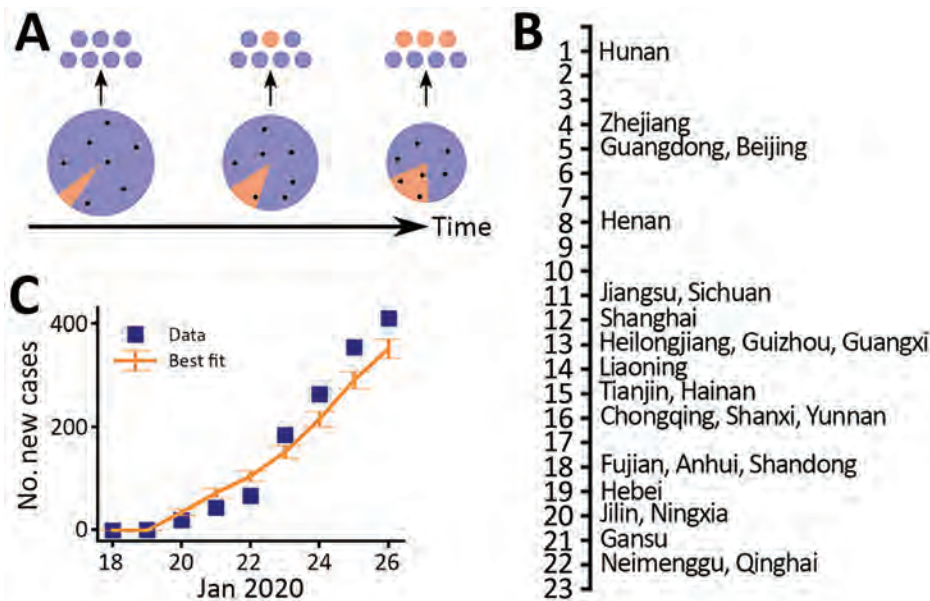 A
Time
B
1 Hunan
2
3
4 Zhejiang
5 Guangdong, Beijing
6
7
8 Henan
9
10
11 Jiangsu, Sichuan
12 Shanghai
13 Heilongjiang, Guizhou, Guangxi
14 Liaoning
15 Tianjin, Hainan
16 Chongqing, Shanxi, Yunnan
17
18 Fujian, Anhui, Shandong
19 Hebei
20 Jilin, Ningxia
21 Gansu
22 Neimenggu, Qinghai
23
C
No. new cases
400
200
0
Data
Best fit
18 20 22 24 26
Jan 2020